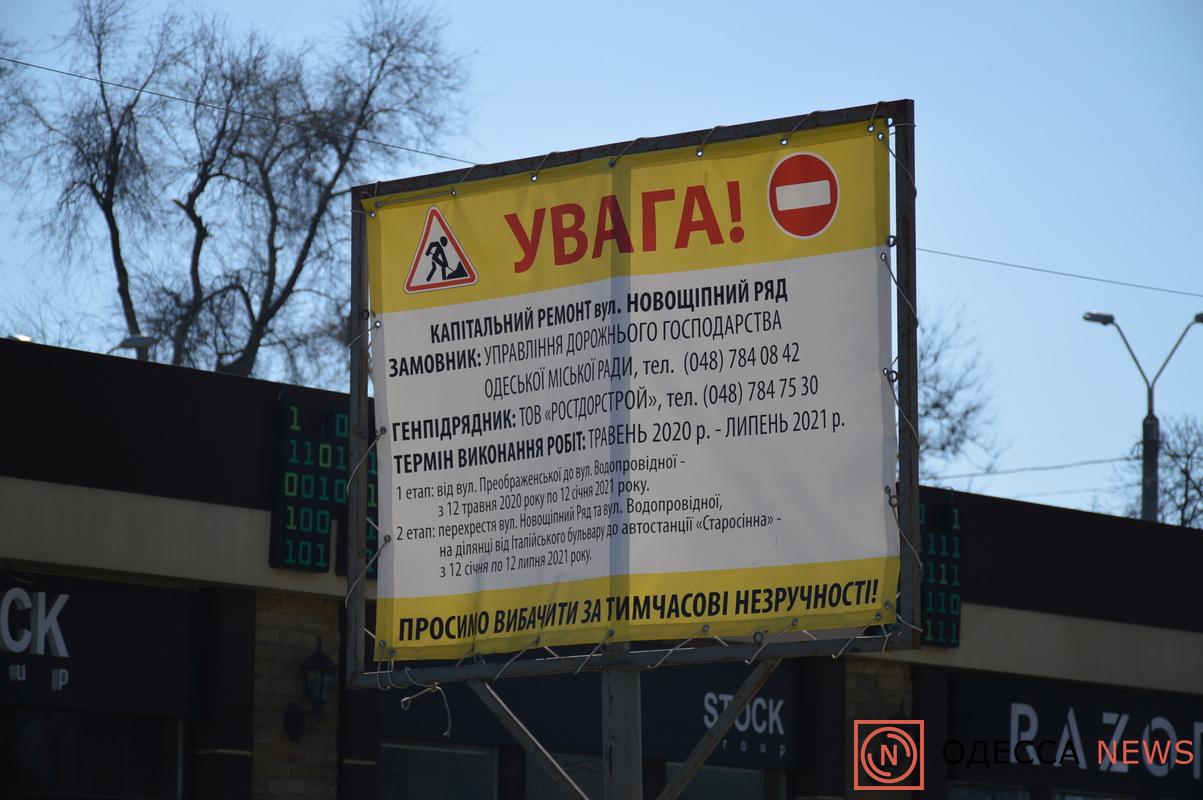 УВАГА!
КАПІТАЛЬНИЙ РЕМОНТ вул. НОВОЩІПНИЙ РЯД
ЗАМОВНИК: УПРАВЛІННЯ ДОРОЖНЬОГО ГОСПОДАРСТВА
ОДЕСЬКОЇ МІСЬКОЇ РАДИ, тел. (048) 784 08 42
ГЕНПІДРЯДНИК: ТОВ «РОСТДОРСТРОЙ», тел. (048) 784 75 30
ТЕРМІН ВИКОНАННЯ РОБІТ: ТРАВЕНЬ 2020 р. - ЛИПЕНЬ 2021 р.
1 етап: від вул. Преображенської до вул. Водопровідної -
з 12 травня 2020 року по 12 січня 2021 року.
2 етап: перехрестя вул. Новощіпний Ряд та вул. Водопровідної,
на ділянці від Італійського бульвару до автостанції «Старосінна» -
з 12 січня по 12 липня 2021 року.
ПРОСИМО ВИБАЧИТИ ЗА ТИМЧАСОВІ НЕЗРУЧНОСТІ!
STOCK
group
RAZOR
N ОДЕССА NEWS